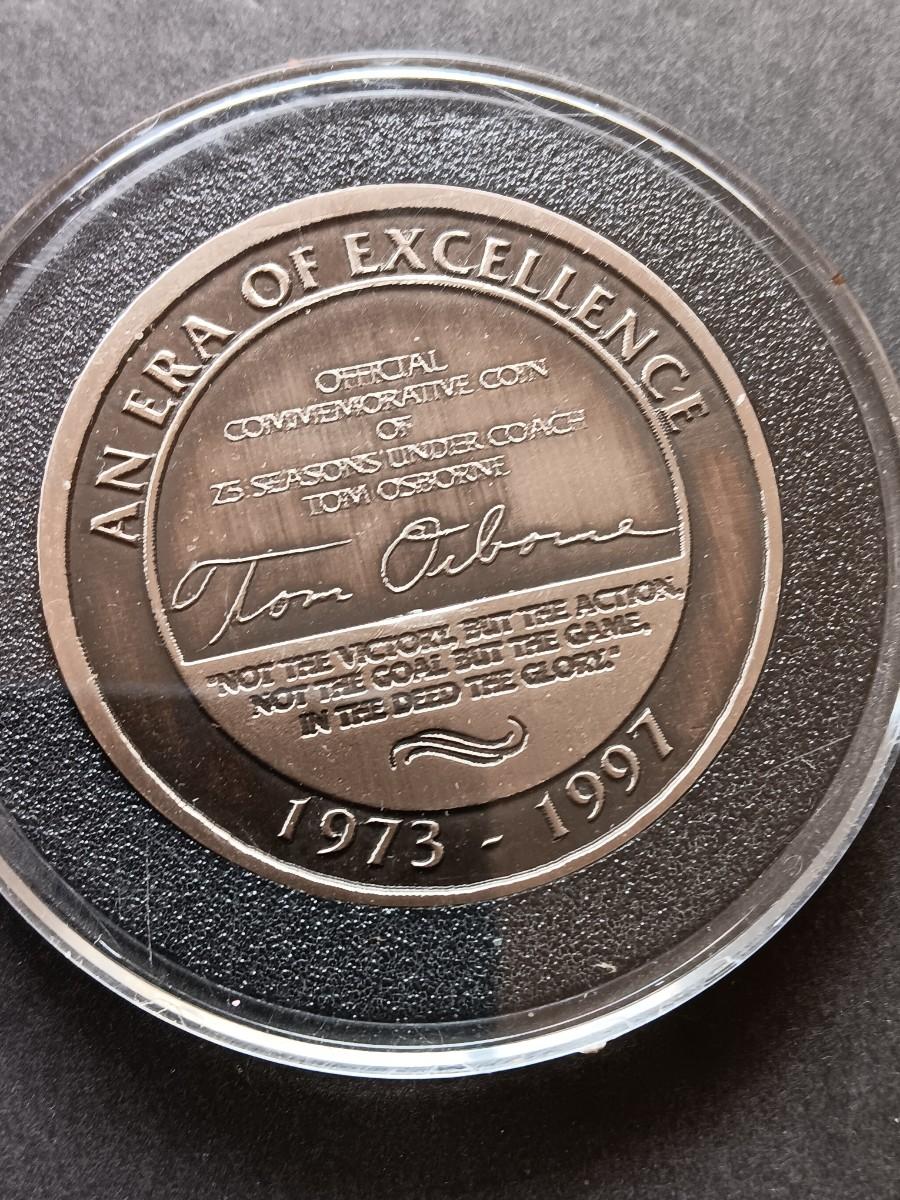 AN ERA OF EXCELLENCE
OFFICIAL
COMMEMORATIVE COIN
OF
25 SEASONS UNDER COACH
TOM OSBORNE
Tom Osborne
"NOT THE VICTORY, BUT THE ACTION.
NOT THE GOAL BUT THE GAME.
IN THE DEED THE GLORY."
1973 - 1997